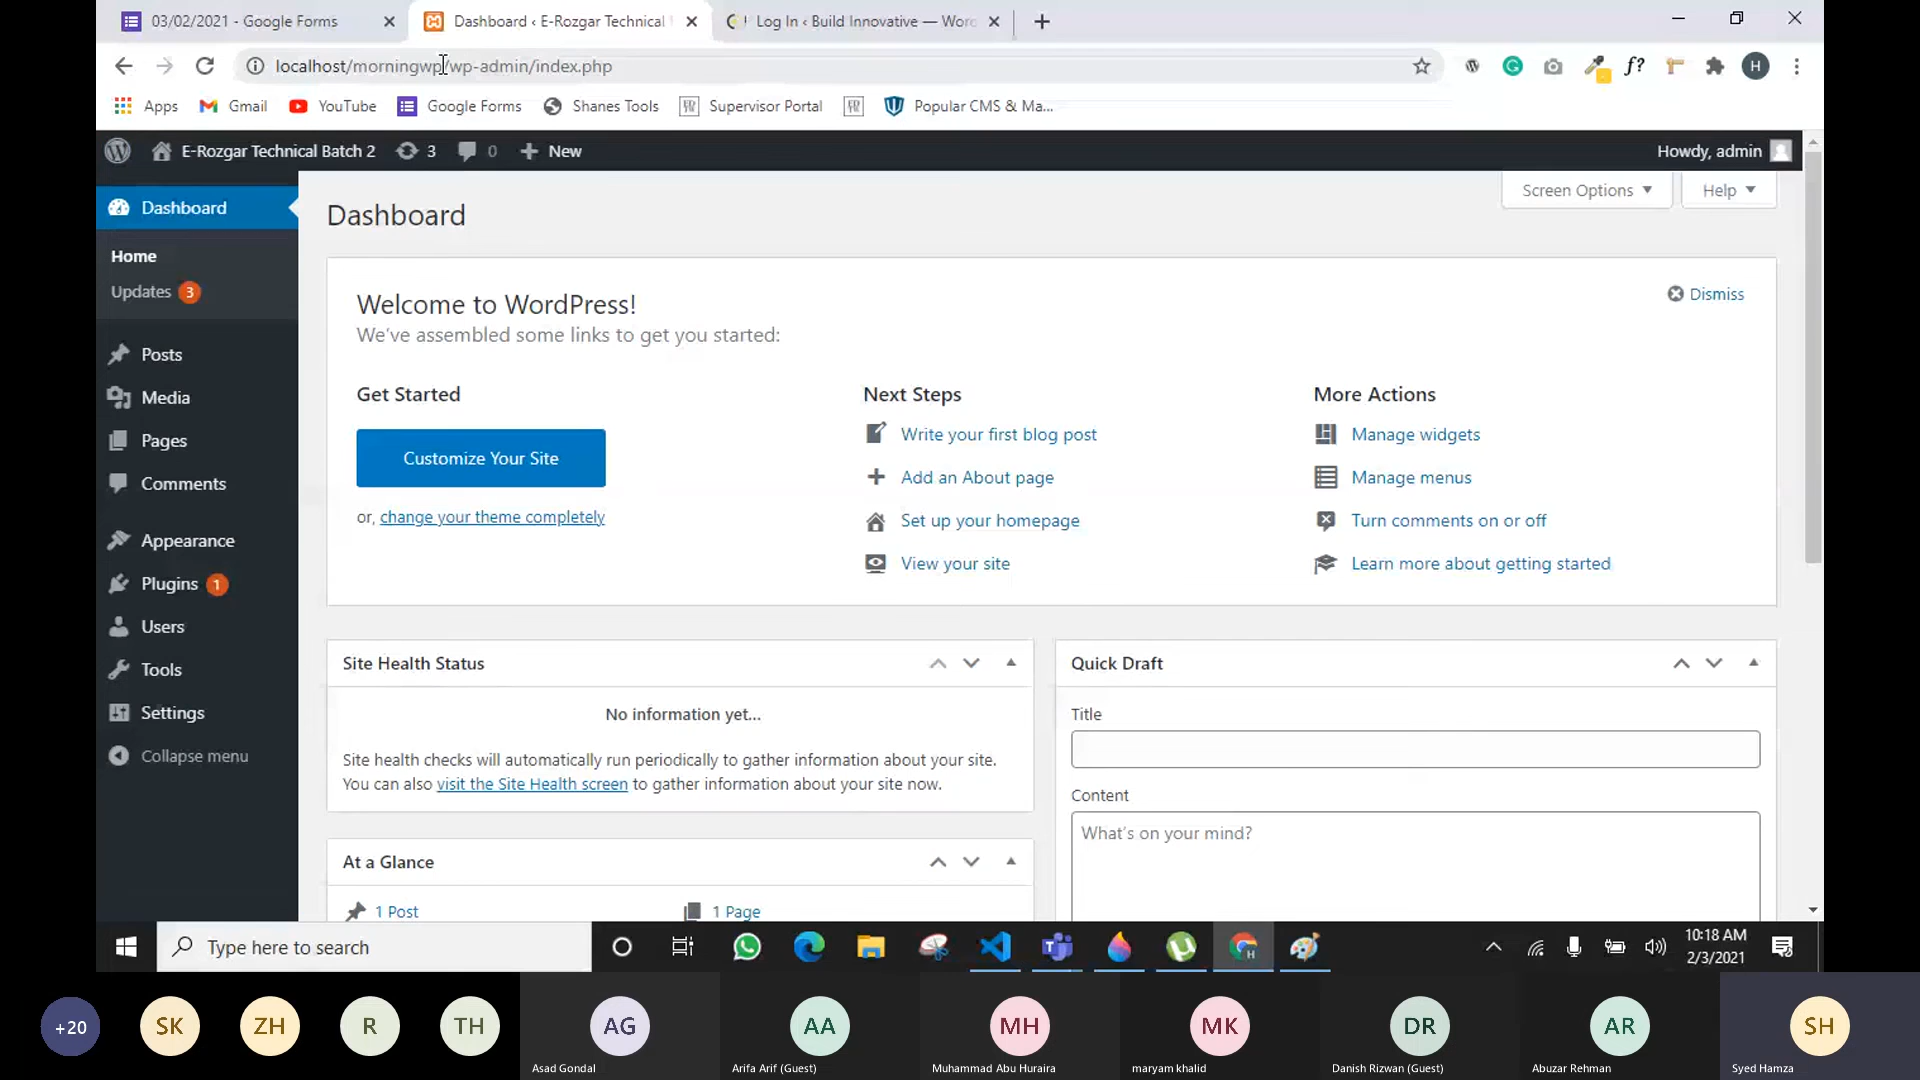 03/02/2021 - Google Forms
Dashboard ‹ E-Rozgar Technical
Log In ‹ Build Innovative — Wor
localhost/morningwp/wp-admin/index.php
f?
H
Apps
Gmail
YouTube
Google Forms
Shanes Tools
Supervisor Portal
Popular CMS & Ma...
E-Rozgar Technical Batch 2
3
0
New
Howdy, admin
Dashboard
Home
Updates 3
Posts
Media
Pages
Comments
Appearance
Plugins 1
Users
Tools
Settings
Collapse menu
Screen Options
Help
Dashboard
Welcome to WordPress!
We've assembled some links to get you started:
Dismiss
Get Started
Customize Your Site
or, change your theme completely
Next Steps
Write your first blog post
Add an About page
Set up your homepage
View your site
More Actions
Manage widgets
Manage menus
Turn comments on or off
Learn more about getting started
Site Health Status
No information yet...
Site health checks will automatically run periodically to gather information about your site.
You can also visit the Site Health screen to gather information about your site now.
At a Glance
1 Post
1 Page
Quick Draft
Title
Content
What's on your mind?
Type here to search
10:18 AM
2/3/2021
+20
SK
ZH
R
TH
AG
Asad Gondal
AA
Arifa Arif (Guest)
MH
Muhammad Abu Huraira
MK
maryam khalid
DR
Danish Rizwan (Guest)
AR
Abuzar Rehman
SH
Syed Hamza